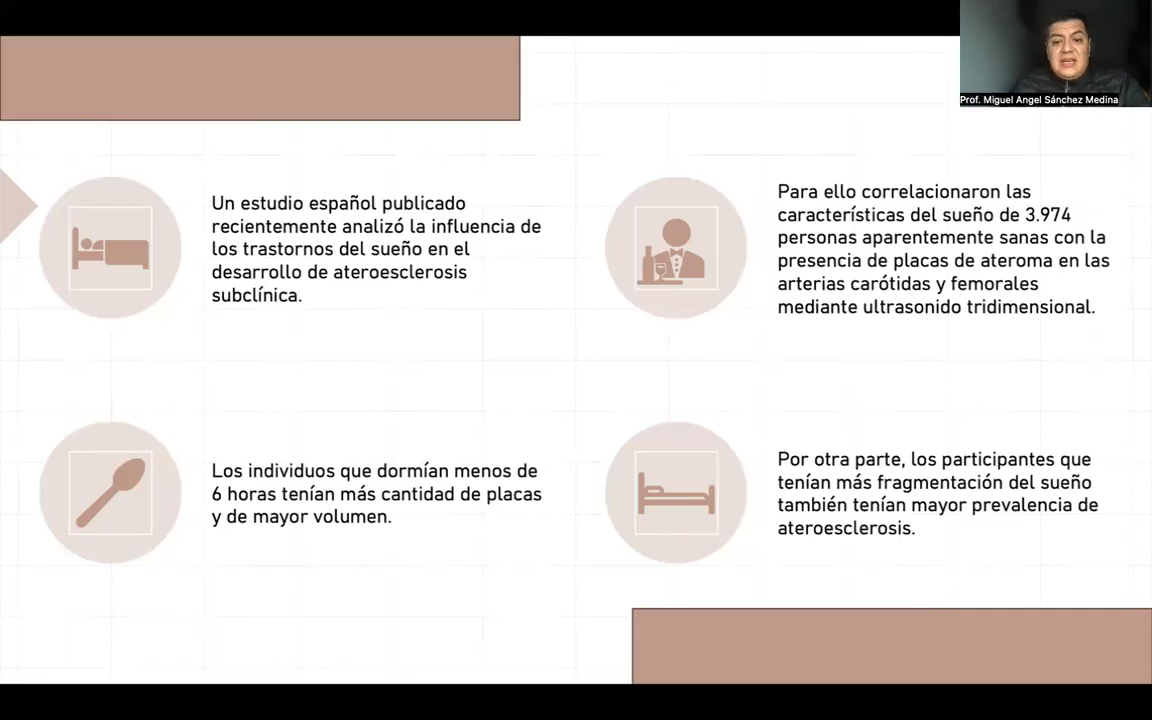 Prof. Miguel Angel Sánchez Medina
Un estudio español publicado
recientemente analizó la influencia de
los trastornos del sueño en el
desarrollo de ateroesclerosis
subclínica.
Para ello correlacionaron las
características del sueño de 3.974
personas aparentemente sanas con la
presencia de placas de ateroma en las
arterias carótidas y femorales
mediante ultrasonido tridimensional.
Los individuos que dormían menos de
6 horas tenían más cantidad de placas
y de mayor volumen.
Por otra parte, los participantes que
tenían más fragmentación del sueño
también tenían mayor prevalencia de
ateroesclerosis.